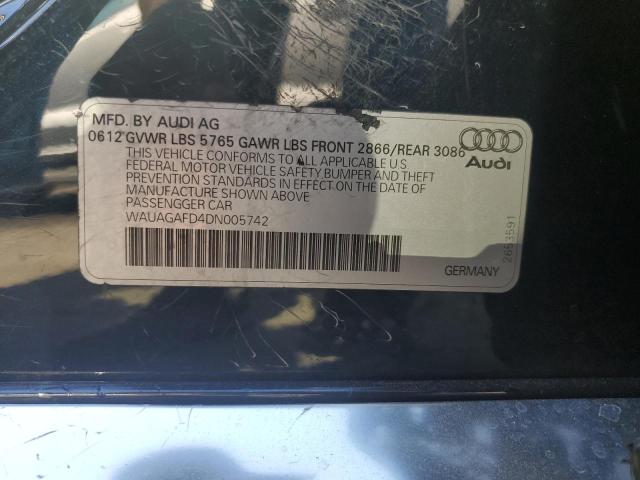 MFD. BY AUDI AG
0612 GVWR LBS 5765 GAWR LBS FRONT 2866/REAR 3086
THIS VEHICLE CONFORMS TO ALL APPLICABLE U.S
FEDERAL MOTOR VEHICLE SAFETY,BUMPER AND THEFT
PREVENTION STANDARDS IN EFFECT ON THE DATE OF
MANUFACTURE SHOWN ABOVE
PASSENGGER CAR
WAUAGAFD4DN005742
Audi
GERMANY
2653591